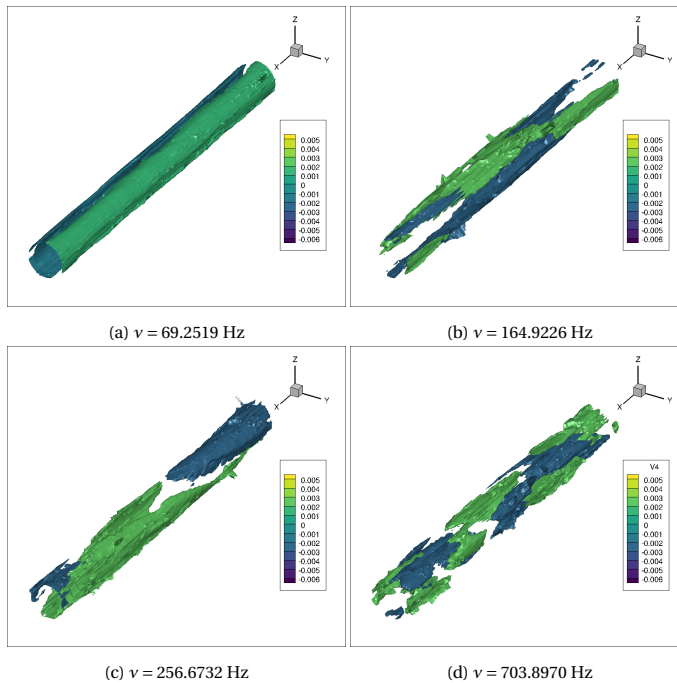 Z
X
Y
0.005
0.004
0.003
0.002
0.001
0
-0.001
-0.002
-0.003
-0.004
-0.005
-0.006
Z
X
Y
0.005
0.004
0.003
0.002
0.001
0
-0.001
-0.002
-0.003
-0.004
-0.005
-0.006
(a) ν = 69.2519 Hz
(b) ν = 164.9226 Hz
Z
X
Y
0.005
0.004
0.003
0.002
0.001
0
-0.001
-0.002
-0.003
-0.004
-0.005
-0.006
Z
X
Y
V4
0.005
0.004
0.003
0.002
0.001
0
-0.001
-0.002
-0.003
-0.004
-0.005
-0.006
(c) ν = 256.6732 Hz
(d) ν = 703.8970 Hz